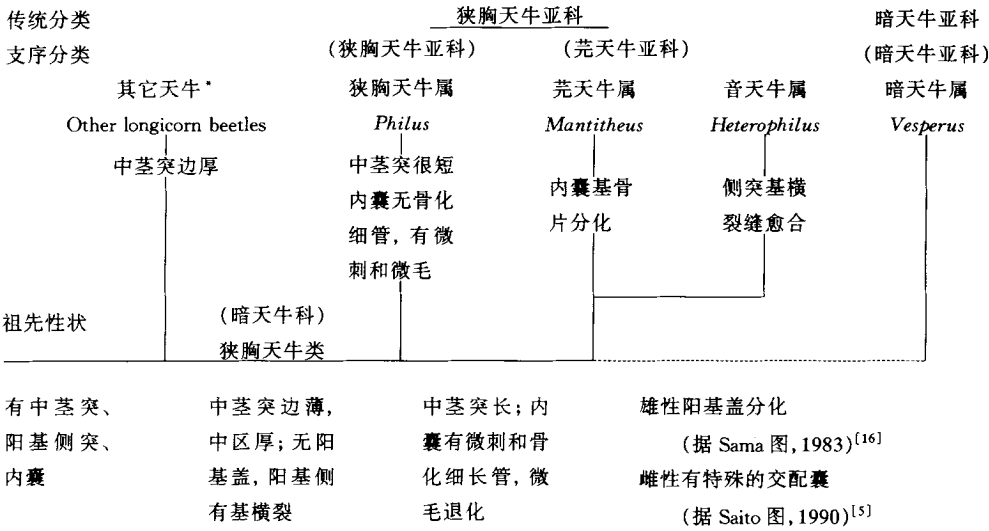 传统分类 狭胸天牛亚科 暗天牛亚科
支序分类 (狭胸天牛亚科) (芫天牛亚科) (暗天牛亚科)
其它天牛* 狭胸天牛属 芫天牛属 音天牛属 暗天牛属
Other longicorn beetles Philus Mantitheus Heterophilus Vesperus
中茎突边厚
中茎突很短
内囊无骨化
细管, 有微
刺和微毛
内囊基骨
片分化
侧突基横
裂缝愈合
祖先性状
(暗天牛科)
狭胸天牛类
有中茎突、
阳基侧突、
内囊
中茎突边薄,
中区厚; 无阳
基盖, 阳基侧
有基横裂
中茎突长; 内
囊有微刺和骨
化细长管, 微
毛退化
雄性阳基盖分化
(据 Sama 图, 1983)[16]
雌性有特殊的交配囊
(据 Saito 图, 1990)[5]